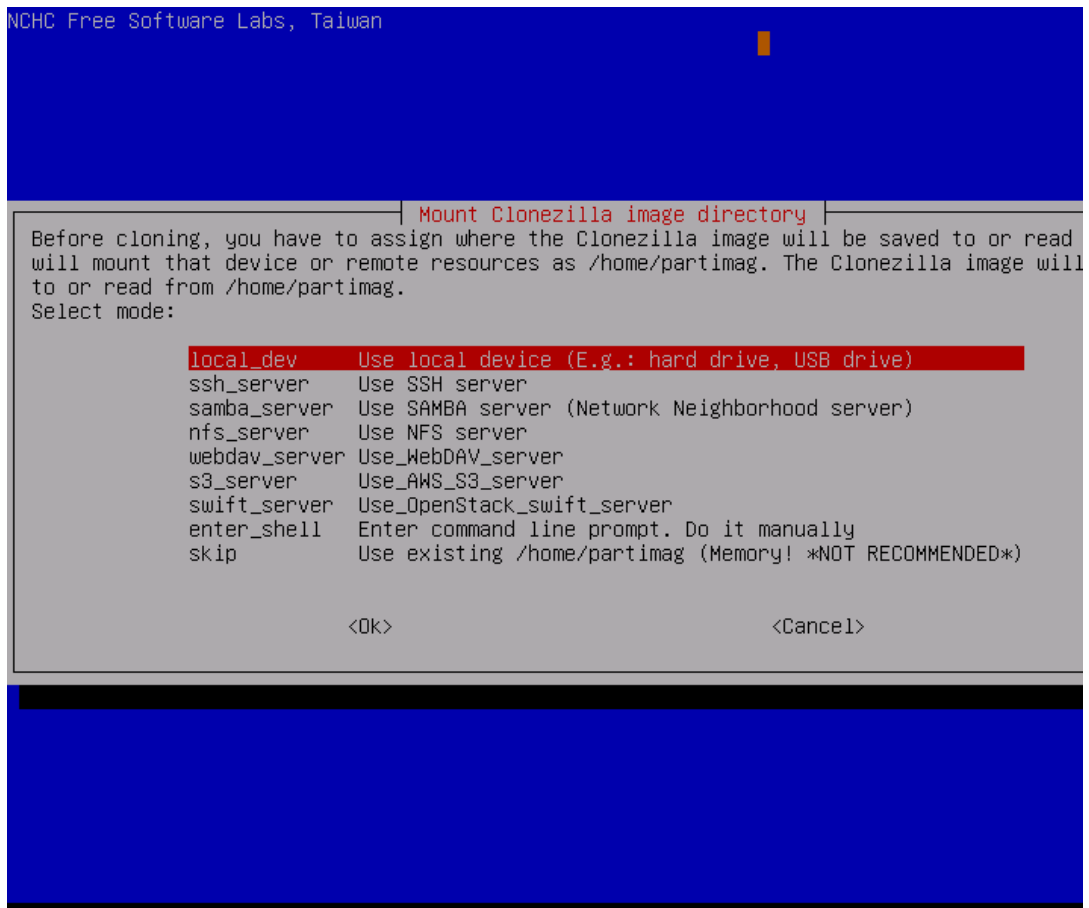 NCHC Free Software Labs, Taiwan
Mount Clonezilla image directory
Before cloning, you have to assign where the Clonezilla image will be saved to or read
will mount that device or remote resources as /home/partimag. The Clonezilla image will
to or read from /home/partimag.
Select mode:
local_dev Use local device (E.g.: hard drive, USB drive)
ssh_server Use SSH server
samba_server Use SAMBA server (Network Neighborhood server)
nfs_server Use NFS server
webdav_server Use_WebDAV_server
s3_server Use_AWS_S3_server
swift_server Use_OpenStack_swift_server
enter_shell Enter command line prompt. Do it manually
skip Use existing /home/partimag (Memory! *NOT RECOMMENDED*)
<Ok> <Cancel>